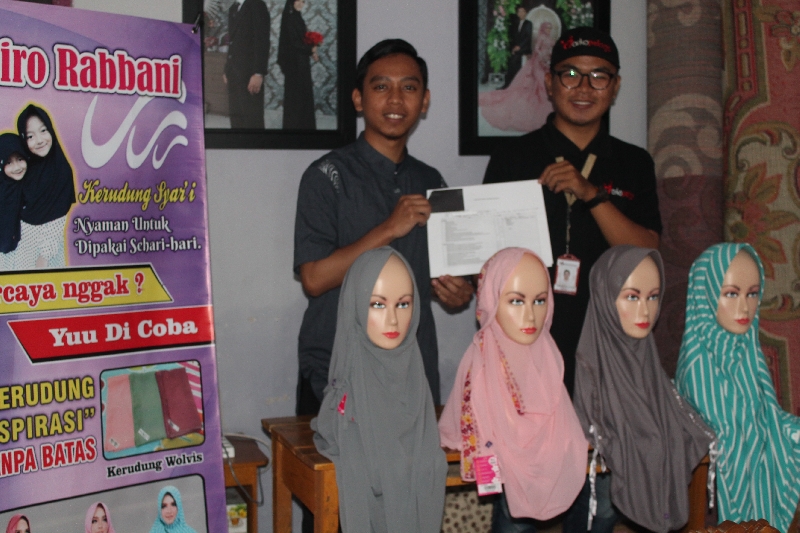 iro Rabbani
Kerudung Syar'i
Nyaman Untuk
Dipakai Sehari-hari.
rcaya nggak ?
Yuu Di Coba
ERUDUNG
SPIRASI”
ANPA BATAS
Kerudung Wolvis